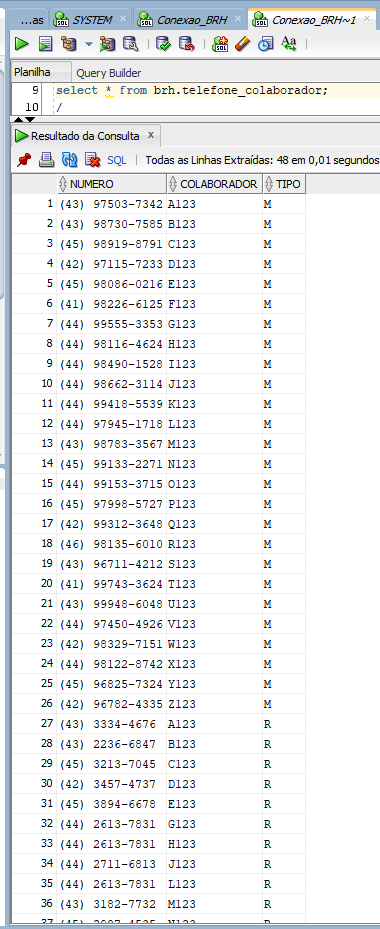 ...as SYSTEM Conexao_BRH Conexao_BRH~1
SQL
Planilha Query Builder
9 select * from brh.telefone_colaborador;
10 /
Resultado da Consulta x
SQL | Todas as Linhas Extraídas: 48 em 0,01 segundos
NUMERO COLABORADOR TIPO
1 (43) 97503-7342 A123 M
2 (43) 98730-7585 B123 M
3 (45) 98919-8791 C123 M
4 (42) 97115-7233 D123 M
5 (45) 98086-0216 E123 M
6 (41) 98226-6125 F123 M
7 (44) 99555-3353 G123 M
8 (44) 98116-4624 H123 M
9 (44) 98490-1528 I123 M
10 (44) 98662-3114 J123 M
11 (44) 99418-5539 K123 M
12 (44) 97945-1718 L123 M
13 (43) 98783-3567 M123 M
14 (45) 99133-2271 N123 M
15 (44) 99153-3715 O123 M
16 (45) 97998-5727 P123 M
17 (42) 99312-3648 Q123 M
18 (46) 98135-6010 R123 M
19 (43) 96711-4212 S123 M
20 (41) 99743-3624 T123 M
21 (43) 99948-6048 U123 M
22 (44) 97450-4926 V123 M
23 (42) 98329-7151 W123 M
24 (44) 98122-8742 X123 M
25 (45) 96825-7324 Y123 M
26 (42) 96782-4335 Z123 M
27 (43) 3334-4676 A123 R
28 (43) 2236-6847 B123 R
29 (45) 3213-7045 C123 R
30 (42) 3457-4737 D123 R
31 (45) 3894-6678 E123 R
32 (44) 2613-7831 G123 R
33 (44) 2613-7831 H123 R
34 (44) 2711-6813 J123 R
35 (44) 2613-7831 L123 R
36 (43) 3182-7732 M123 R